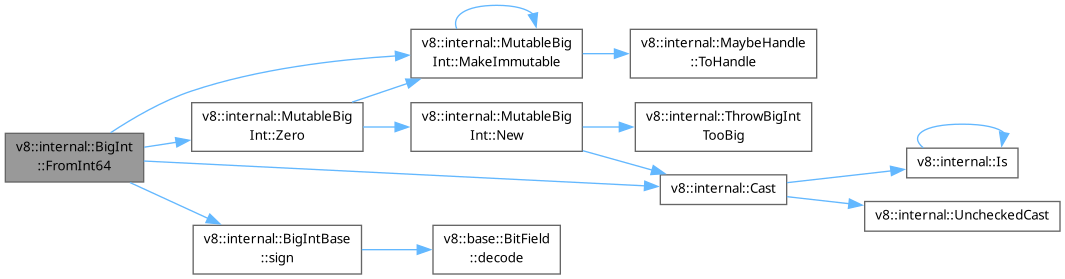 v8::internal::MutableBig
Int::MakeImmutable
v8::internal::MaybeHandle
::ToHandle
v8::internal::MutableBig
Int::Zero
v8::internal::MutableBig
Int::New
v8::internal::ThrowBigInt
TooBig
v8::internal::BigInt
::FromInt64
v8::internal::Is
v8::internal::Cast
v8::internal::UncheckedCast
v8::internal::BigIntBase
::sign
v8::base::BitField
::decode